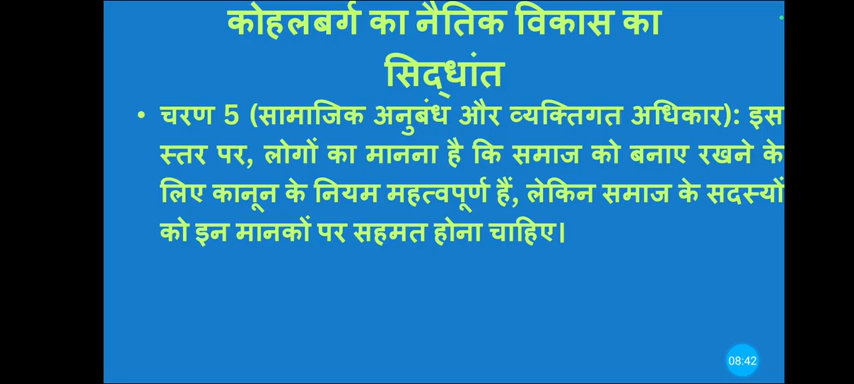 कोहलबर्ग का नैतिक विकास का
सिद्धांत
• चरण 5 (सामाजिक अनुबंध और व्यक्तिगत अधिकार): इस
स्तर पर, लोगों का मानना है कि समाज को बनाए रखने के
लिए कानून के नियम महत्वपूर्ण हैं, लेकिन समाज के सदस्यों
को इन मानकों पर सहमत होना चाहिए।
08:42